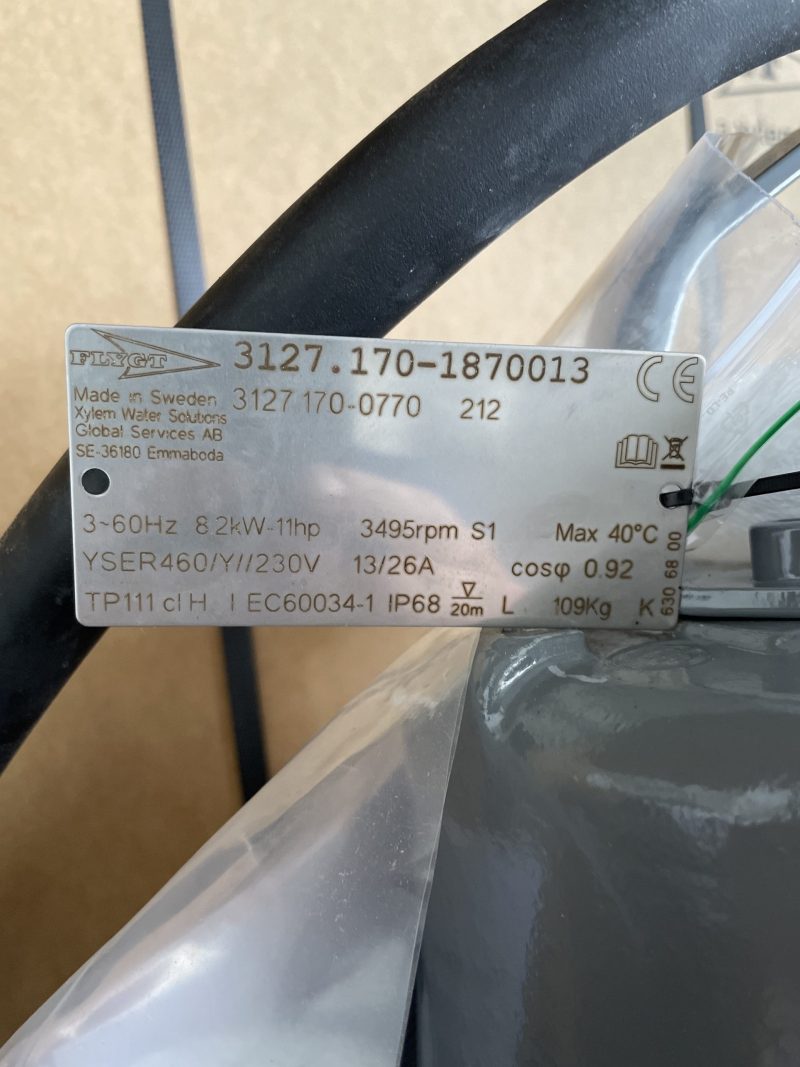 FLYGT
3127.170-1870013
CE
Made in Sweden
Xylem Water Solutions
Global Services AB
SE-36180 Emmaboda
3127 170-0770 212
3~60Hz 8.2kW-11hp 3495rpm S1 Max 40°C
YSER460/Y//230V 13/26A cosφ 0.92
TP111 cl H IEC60034-1 IP68 20m L 109Kg K
630 68 00